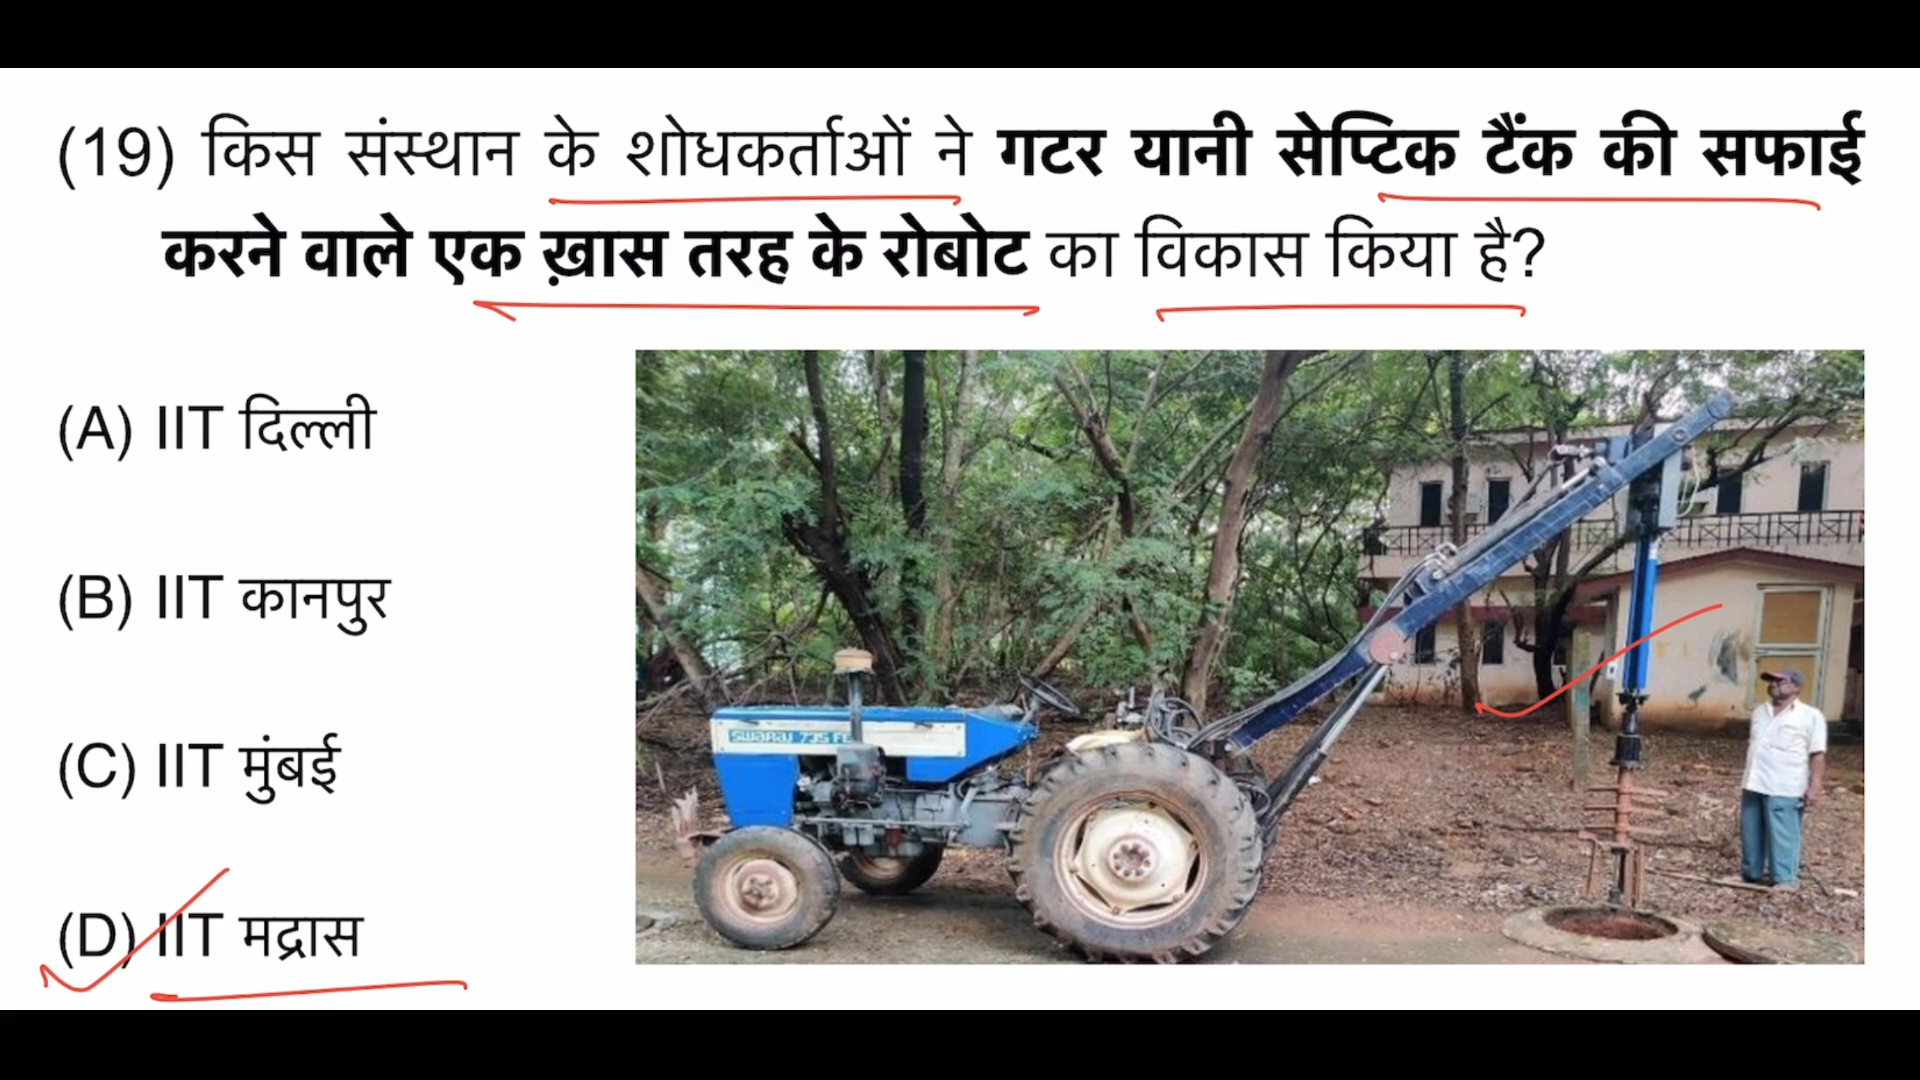 (19) किस संस्थान के शोधकर्ताओं ने गटर यानी सेप्टिक टैंक की सफाई
करने वाले एक ख़ास तरह के रोबोट का विकास किया है?
(A) IIT दिल्ली
(B) IIT कानपुर
(C) IIT मुंबई
(D) IIT मद्रास
SWARAJ 735 FE